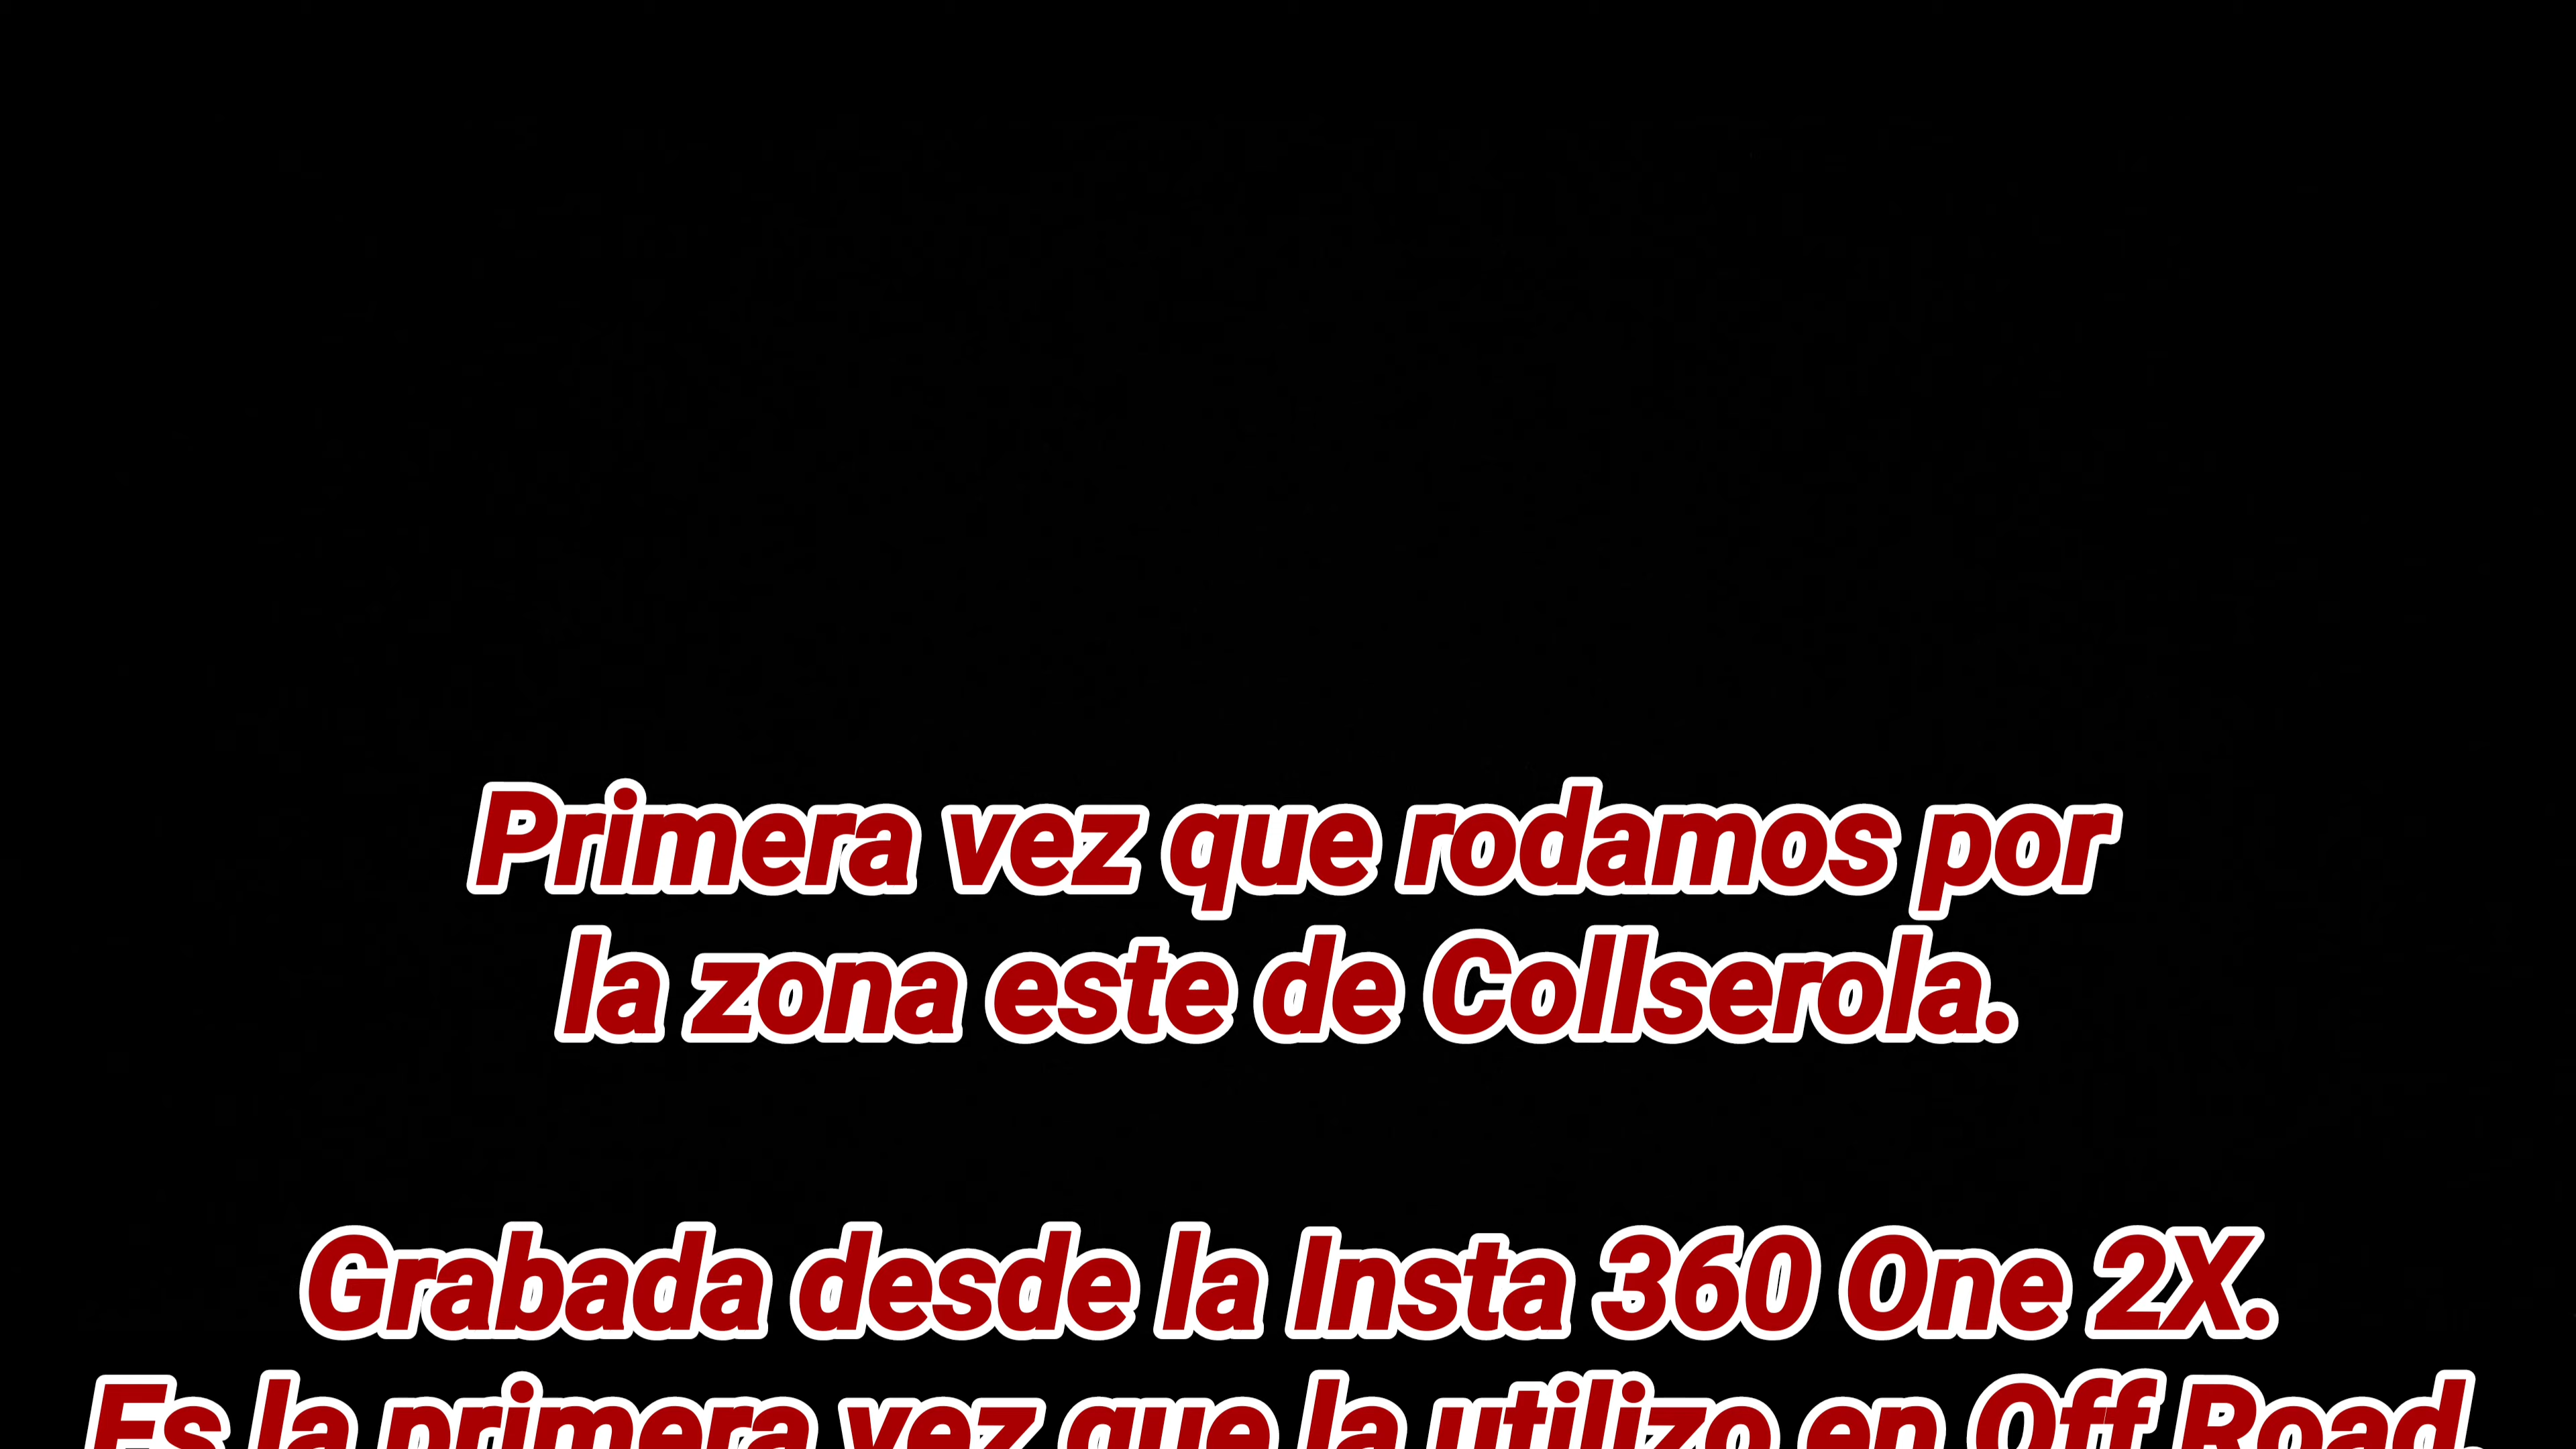 Primera vez que rodamos por
la zona este de Collserola.
Grabada desde la Insta 360 One 2X.
Es la primera vez que la utilizo en Off Road